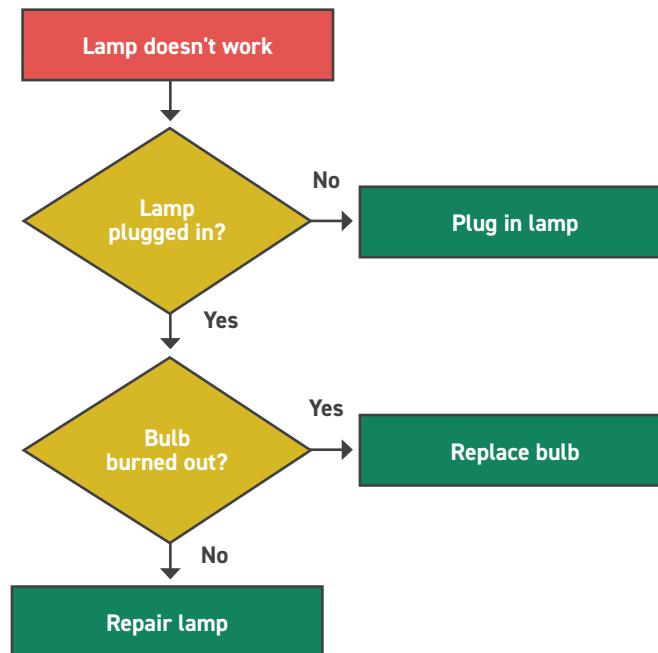 Lamp doesn't work
Lamp
plugged in?
No
Plug in lamp
Yes
Bulb
burned out?
Yes
Replace bulb
No
Repair lamp